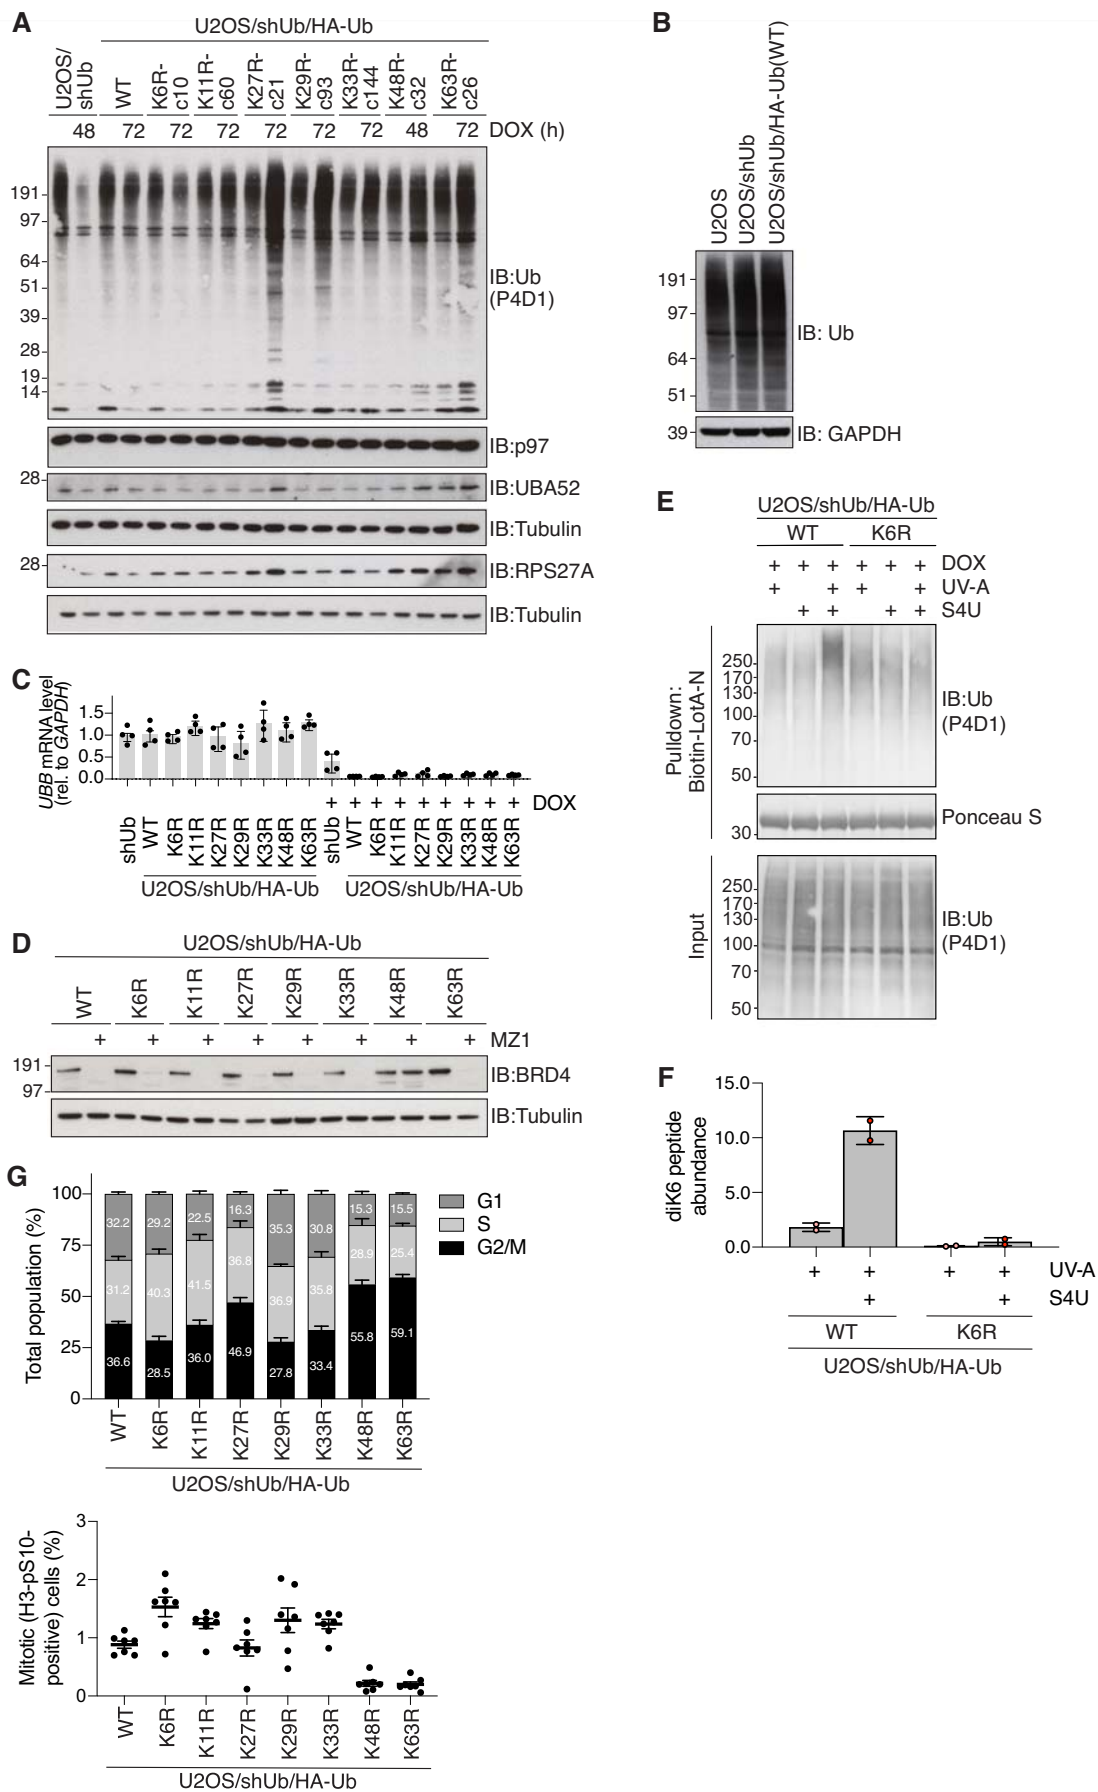 A
U2OS/shUb/HA-Ub
U2OS/
shUb
WT
K6R-
c10
K11R-
c60
K27R-
c21
K29R-
c93
K33R-
c144
K48R-
c32
K63R-
c26
48 72 72 72 72 72 72 48 72 DOX (h)
191
97
64
51
39
28
19
14
IB:Ub
(P4D1)
IB:p97
28
IB:UBA52
IB:Tubulin
28
IB:RPS27A
IB:Tubulin
B
U2OS
U2OS/shUb
U2OS/shUb/HA-Ub(WT)
191
97
64
51
IB: Ub
39
IB: GAPDH
C
UBB mRNA level
(rel. to GAPDH)
1.5
1.0
0.5
0.0
+ + + + + + + + + DOX
shUb WT K6R K11R K27R K29R K33R K48R K63R shUb WT K6R K11R K27R K29R K33R K48R K63R
U2OS/shUb/HA-Ub U2OS/shUb/HA-Ub
D
U2OS/shUb/HA-Ub
WT K6R K11R K27R K29R K33R K48R K63R
+ + + + + + + + MZ1
191
97
IB:BRD4
IB:Tubulin
E
U2OS/shUb/HA-Ub
WT K6R
+ + + + + + DOX
+ + + + UV-A
+ + + + S4U
Pulldown:
Biotin-LotA-N
250
170
130
100
70
50
IB:Ub
(P4D1)
30
Ponceau S
Input
250
170
130
100
70
50
IB:Ub
(P4D1)
F
diK6 peptide
abundance
15.0
10.0
5.0
0.0
+ + + + UV-A
+ + S4U
WT K6R
U2OS/shUb/HA-Ub
G
Total population (%)
100
75
50
25
0
32.2 29.2 22.5 16.3 35.3 30.8 15.3 15.5
31.2 40.3 41.5 36.8 36.9 35.8 28.9 25.4
36.6 28.5 36.0 46.9 27.8 33.4 55.8 59.1
G1
S
G2/M
WT K6R K11R K27R K29R K33R K48R K63R
U2OS/shUb/HA-Ub
Mitotic (H3-pS10-
positive) cells (%)
3
2
1
0
WT K6R K11R K27R K29R K33R K48R K63R
U2OS/shUb/HA-Ub